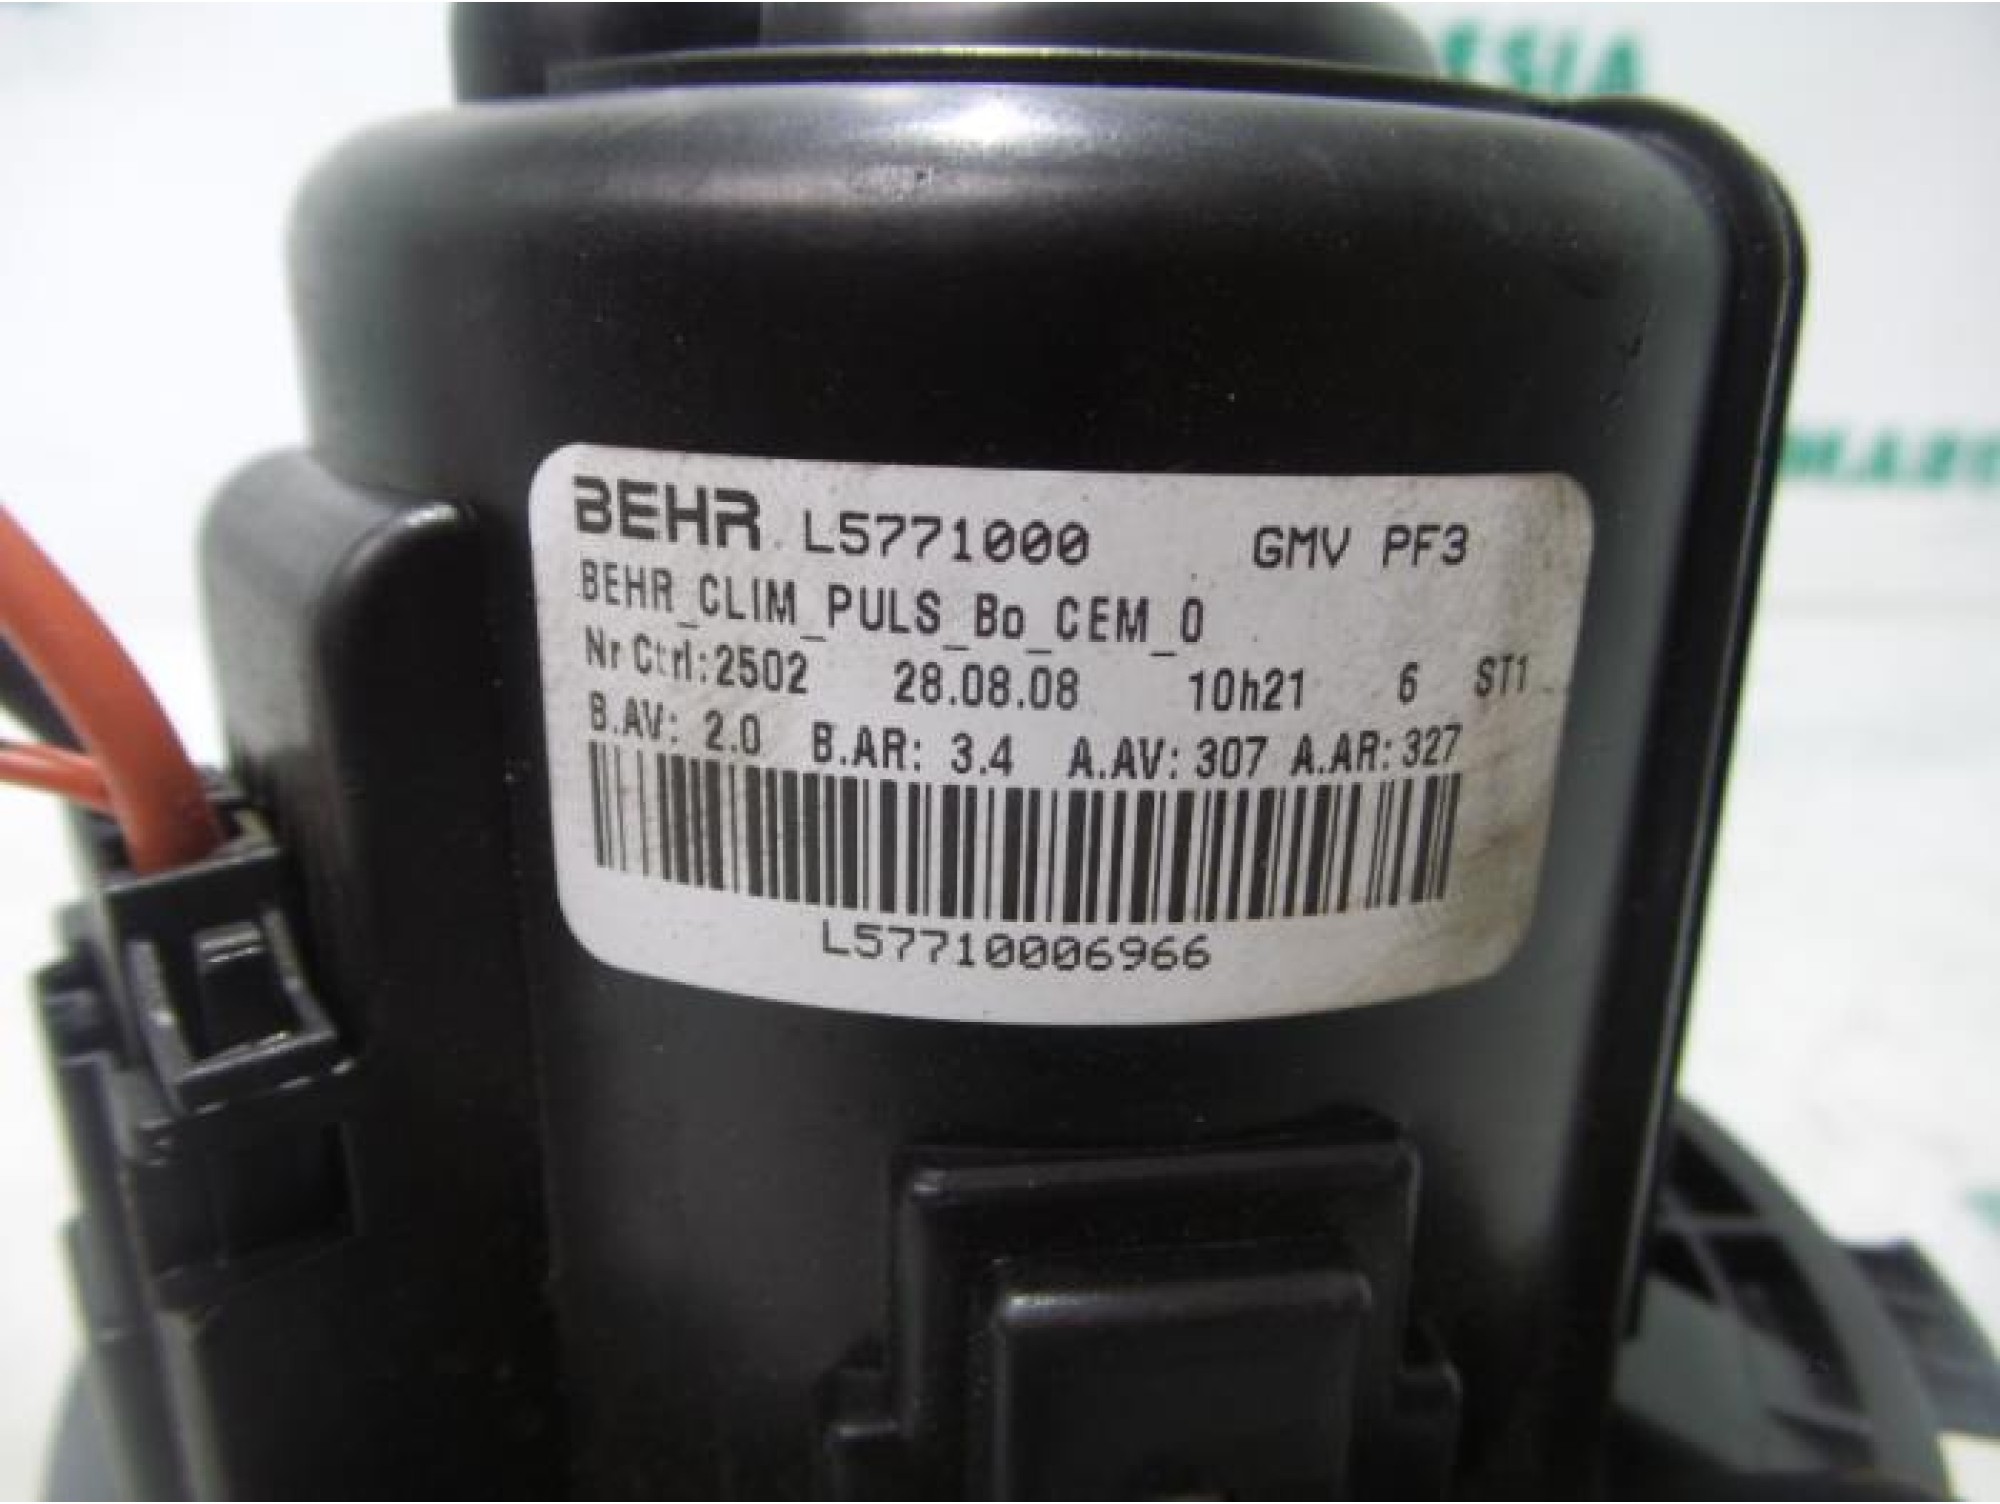 BEHR L5771000 GMV PF3
BEHR_CLIM_PULS_Bo_CEM_0
Nr Ctrl:2502 28.08.08 10h21 6 ST1
B.AV: 2.0 B.AR: 3.4 A.AV: 307 A.AR: 327
L57710006966